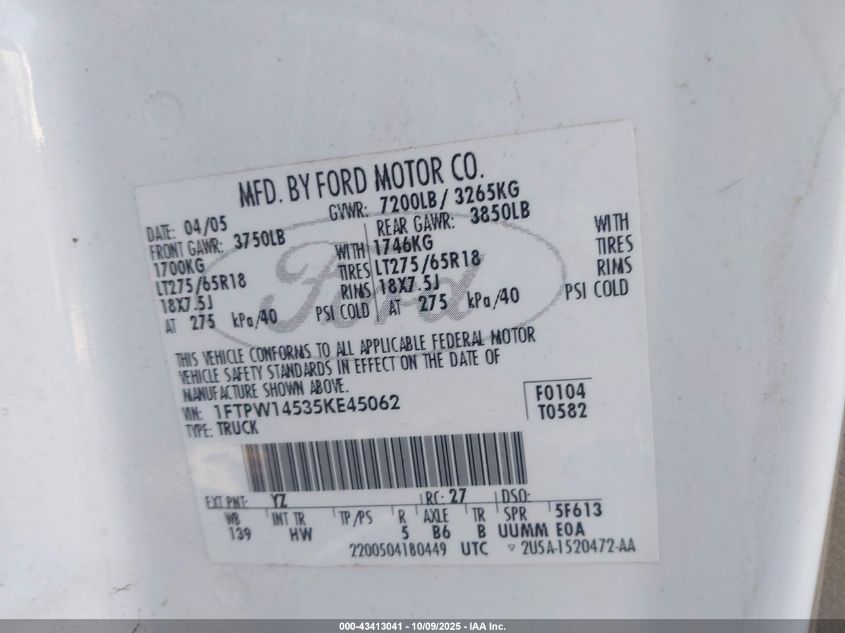 MFD. BY FORD MOTOR CO.
DATE: 04/05 GVWR: 7200LB / 3265KG
FRONT GAWR: 3750LB REAR GAWR: 3850LB
1700KG WITH 1746KG WITH
LT275/65R18 TIRES LT275/65R18 TIRES
18X7.5J RIMS 18X7.5J RIMS
AT 275 kPa/40 PSI COLD AT 275 kPa/40 PSI COLD
Ford
THIS VEHICLE CONFORMS TO ALL APPLICABLE FEDERAL MOTOR
VEHICLE SAFETY STANDARDS IN EFFECT ON THE DATE OF
MANUFACTURE SHOWN ABOVE.
VIN: 1FTPW14535KE45062 F0104
TYPE: TRUCK T0582
EXT PNT: YZ RC: 27 DSO:
WB INT TR TP/PS R AXLE TR SPR 5F613
139 HW 5 B6 B UUMM EOA
2200504180449 UTC ▽ 2U5A-1520472-AA
000-43413041 - 10/09/2025 - IAA Inc.